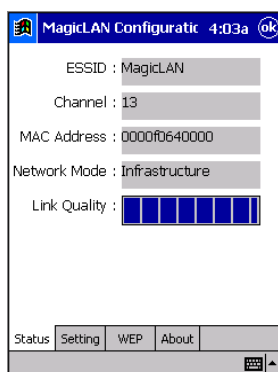 MagicLAN Configuratic 4:03a ok
ESSID : MagicLAN
Channel : 13
MAC Address : 0000f0640000
Network Mode : Infrastructure
Link Quality :
Status Setting WEP About